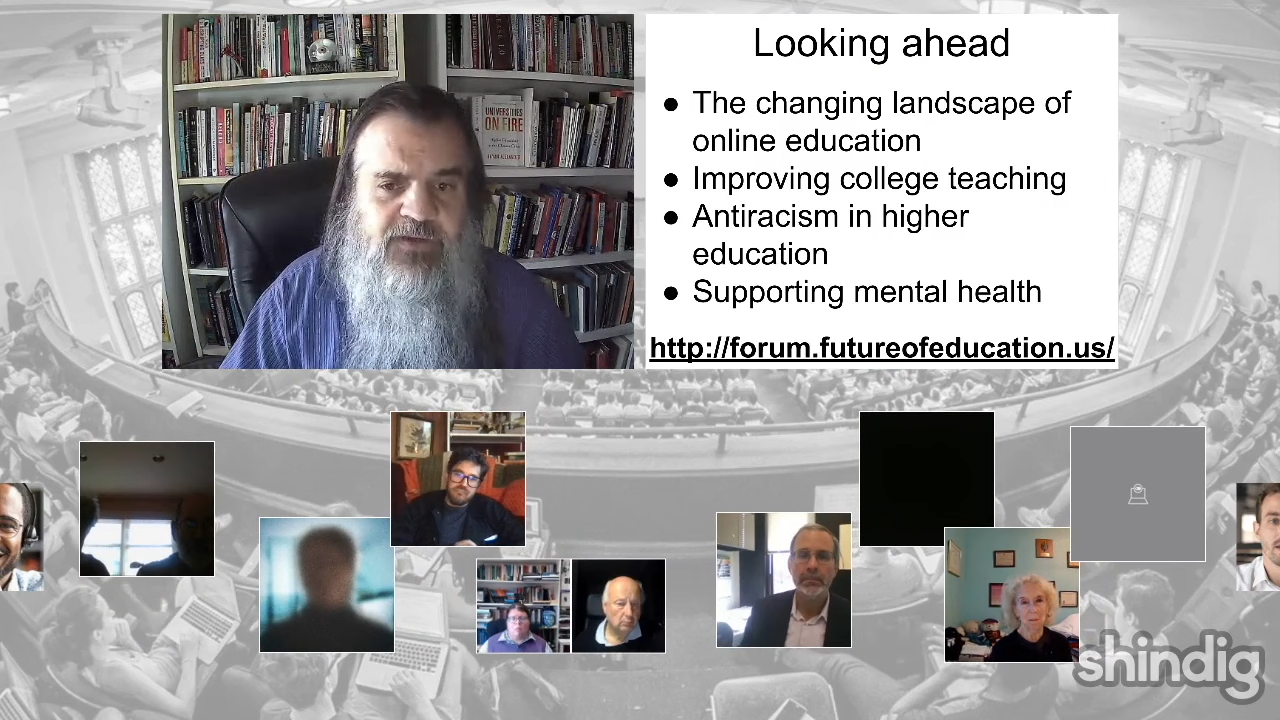 Looking ahead
● The changing landscape of
online education
● Improving college teaching
● Antiracism in higher
education
● Supporting mental health
http://forum.futureofeducation.us/
UNIVERSITIES
ON FIRE
shindig